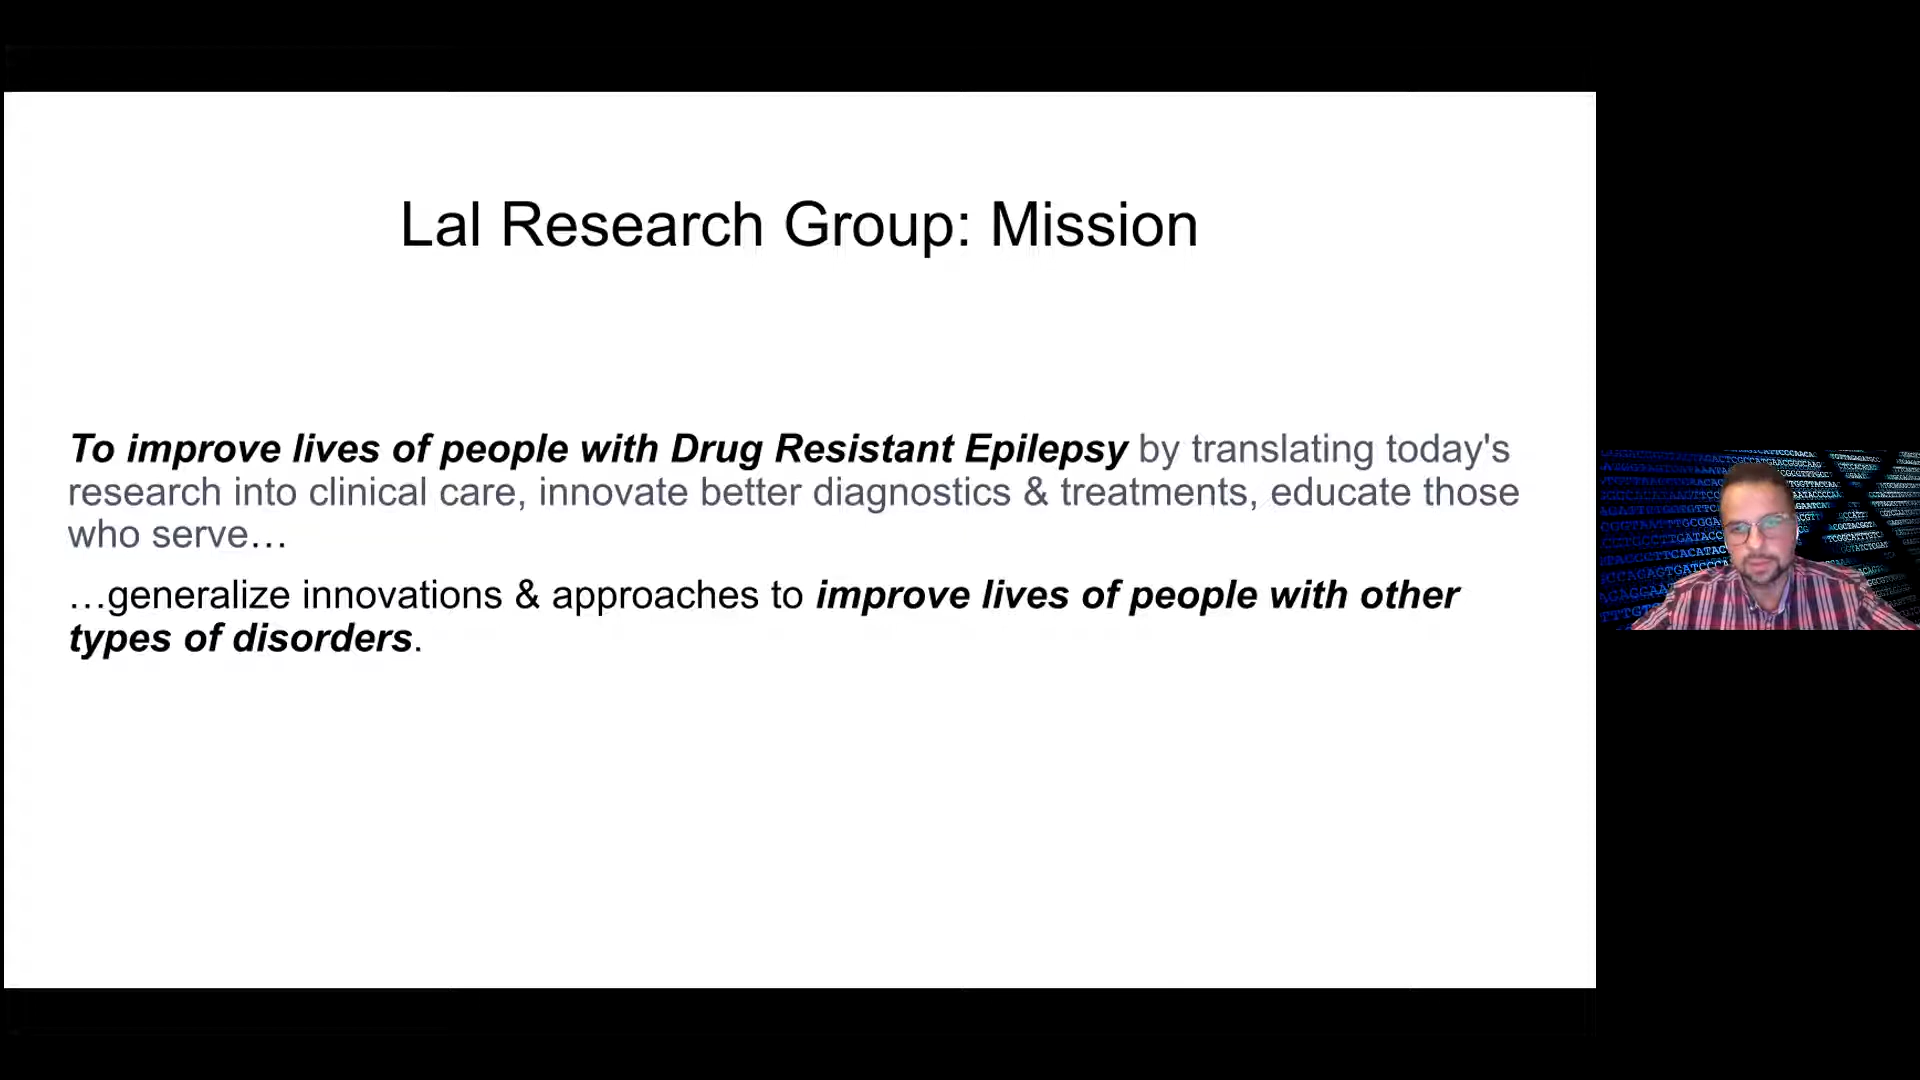 Lal Research Group: Mission
To improve lives of people with Drug Resistant Epilepsy by translating today's
research into clinical care, innovate better diagnostics & treatments, educate those
who serve…
…generalize innovations & approaches to improve lives of people with other
types of disorders.